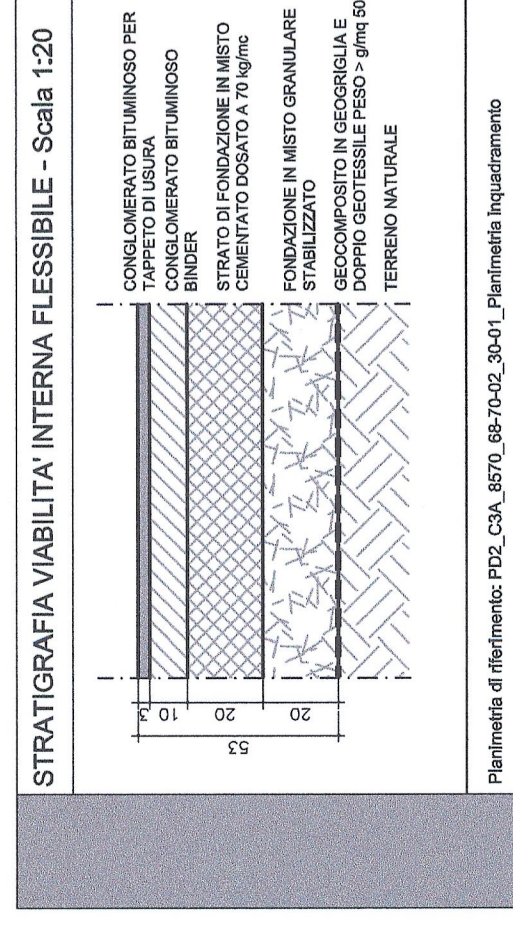 STRATIGRAFIA VIABILITA' INTERNA FLESSIBILE - Scala 1:20
CONGLOMERATO BITUMINOSO PER
TAPPETO DI USURA
CONGLOMERATO BITUMINOSO
BINDER
STRATO DI FONDAZIONE IN MISTO
CEMENTATO DOSATO A 70 kg/mc
FONDAZIONE IN MISTO GRANULARE
STABILIZZATO
GEOCOMPOSITO IN GEOGRIGLIA E
DOPPIO GEOTESSILE PESO > g/mq 50
TERRENO NATURALE
3
10
20
20
53
Planimetria di riferimento: PD2_C3A_8570_68-70-02_30-01_Planimetria Inquadramento